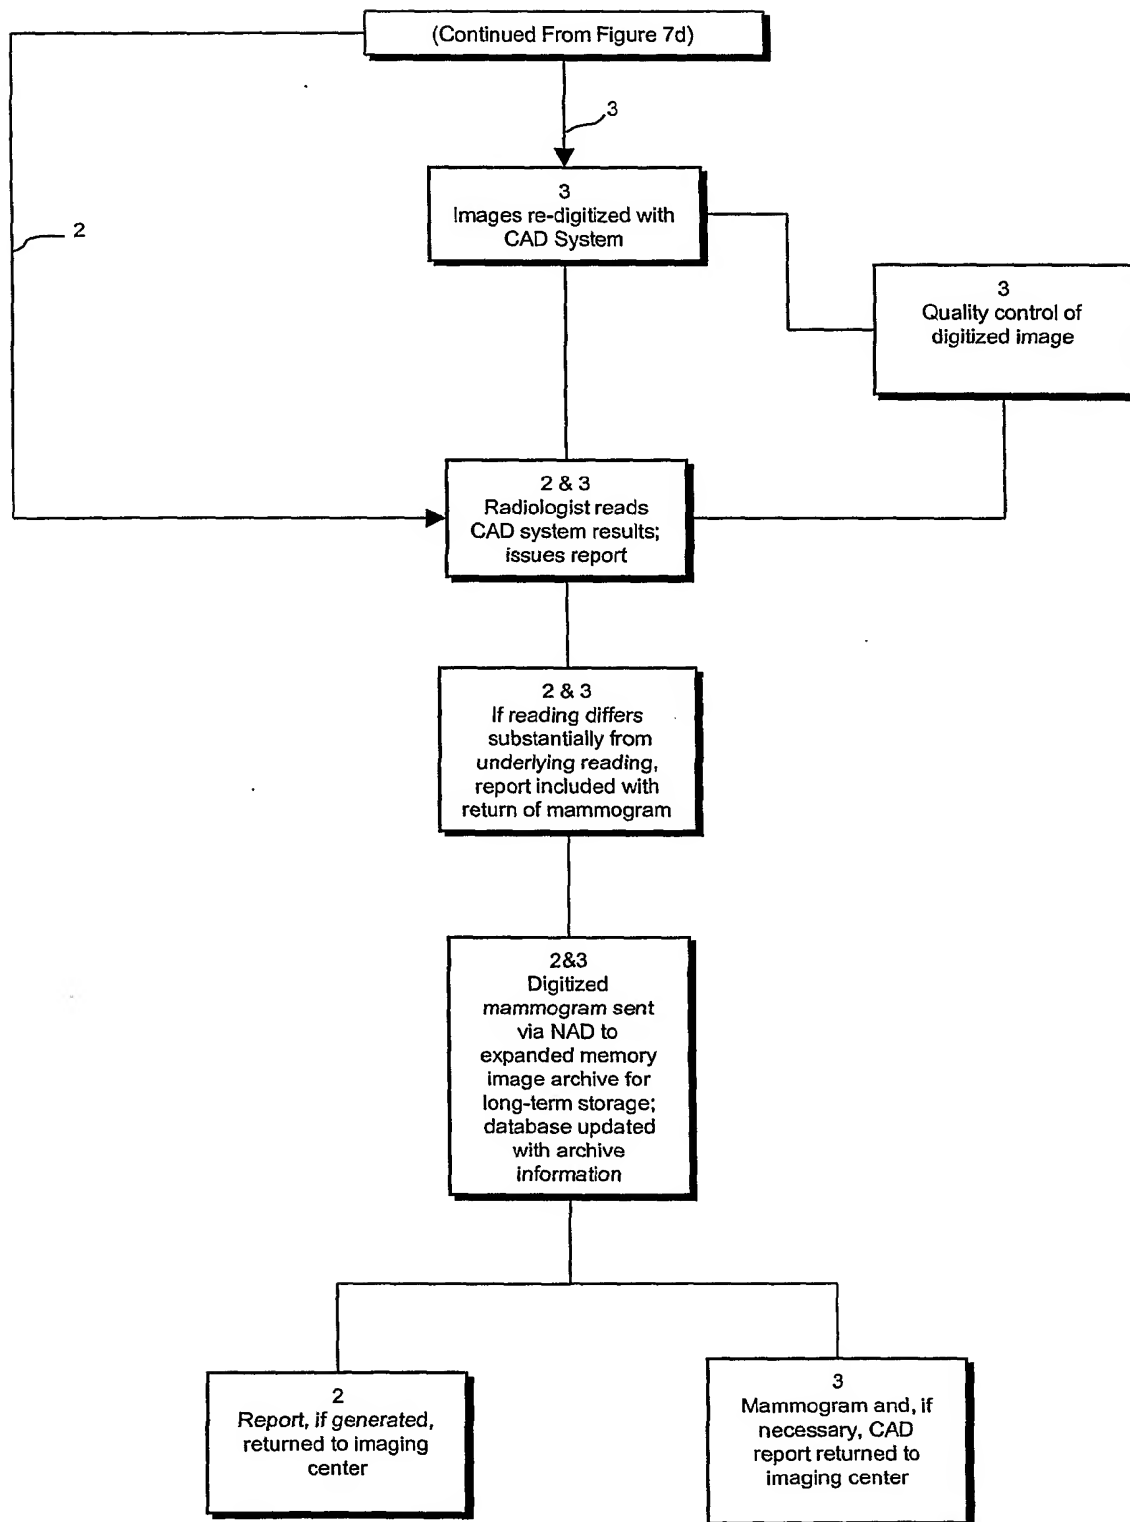 (Continued From Figure 7d)
3
3
Images re-digitized with
CAD System
2
3
Quality control of
digitized image
2 & 3
Radiologist reads
CAD system results;
issues report
2 & 3
If reading differs
substantially from
underlying reading,
report included with
return of mammogram
2&3
Digitized
mammogram sent
via NAD to
expanded memory
image archive for
long-term storage;
database updated
with archive
information
2
Report, if generated,
returned to imaging
center
3
Mammogram and, if
necessary, CAD
report returned to
imaging center